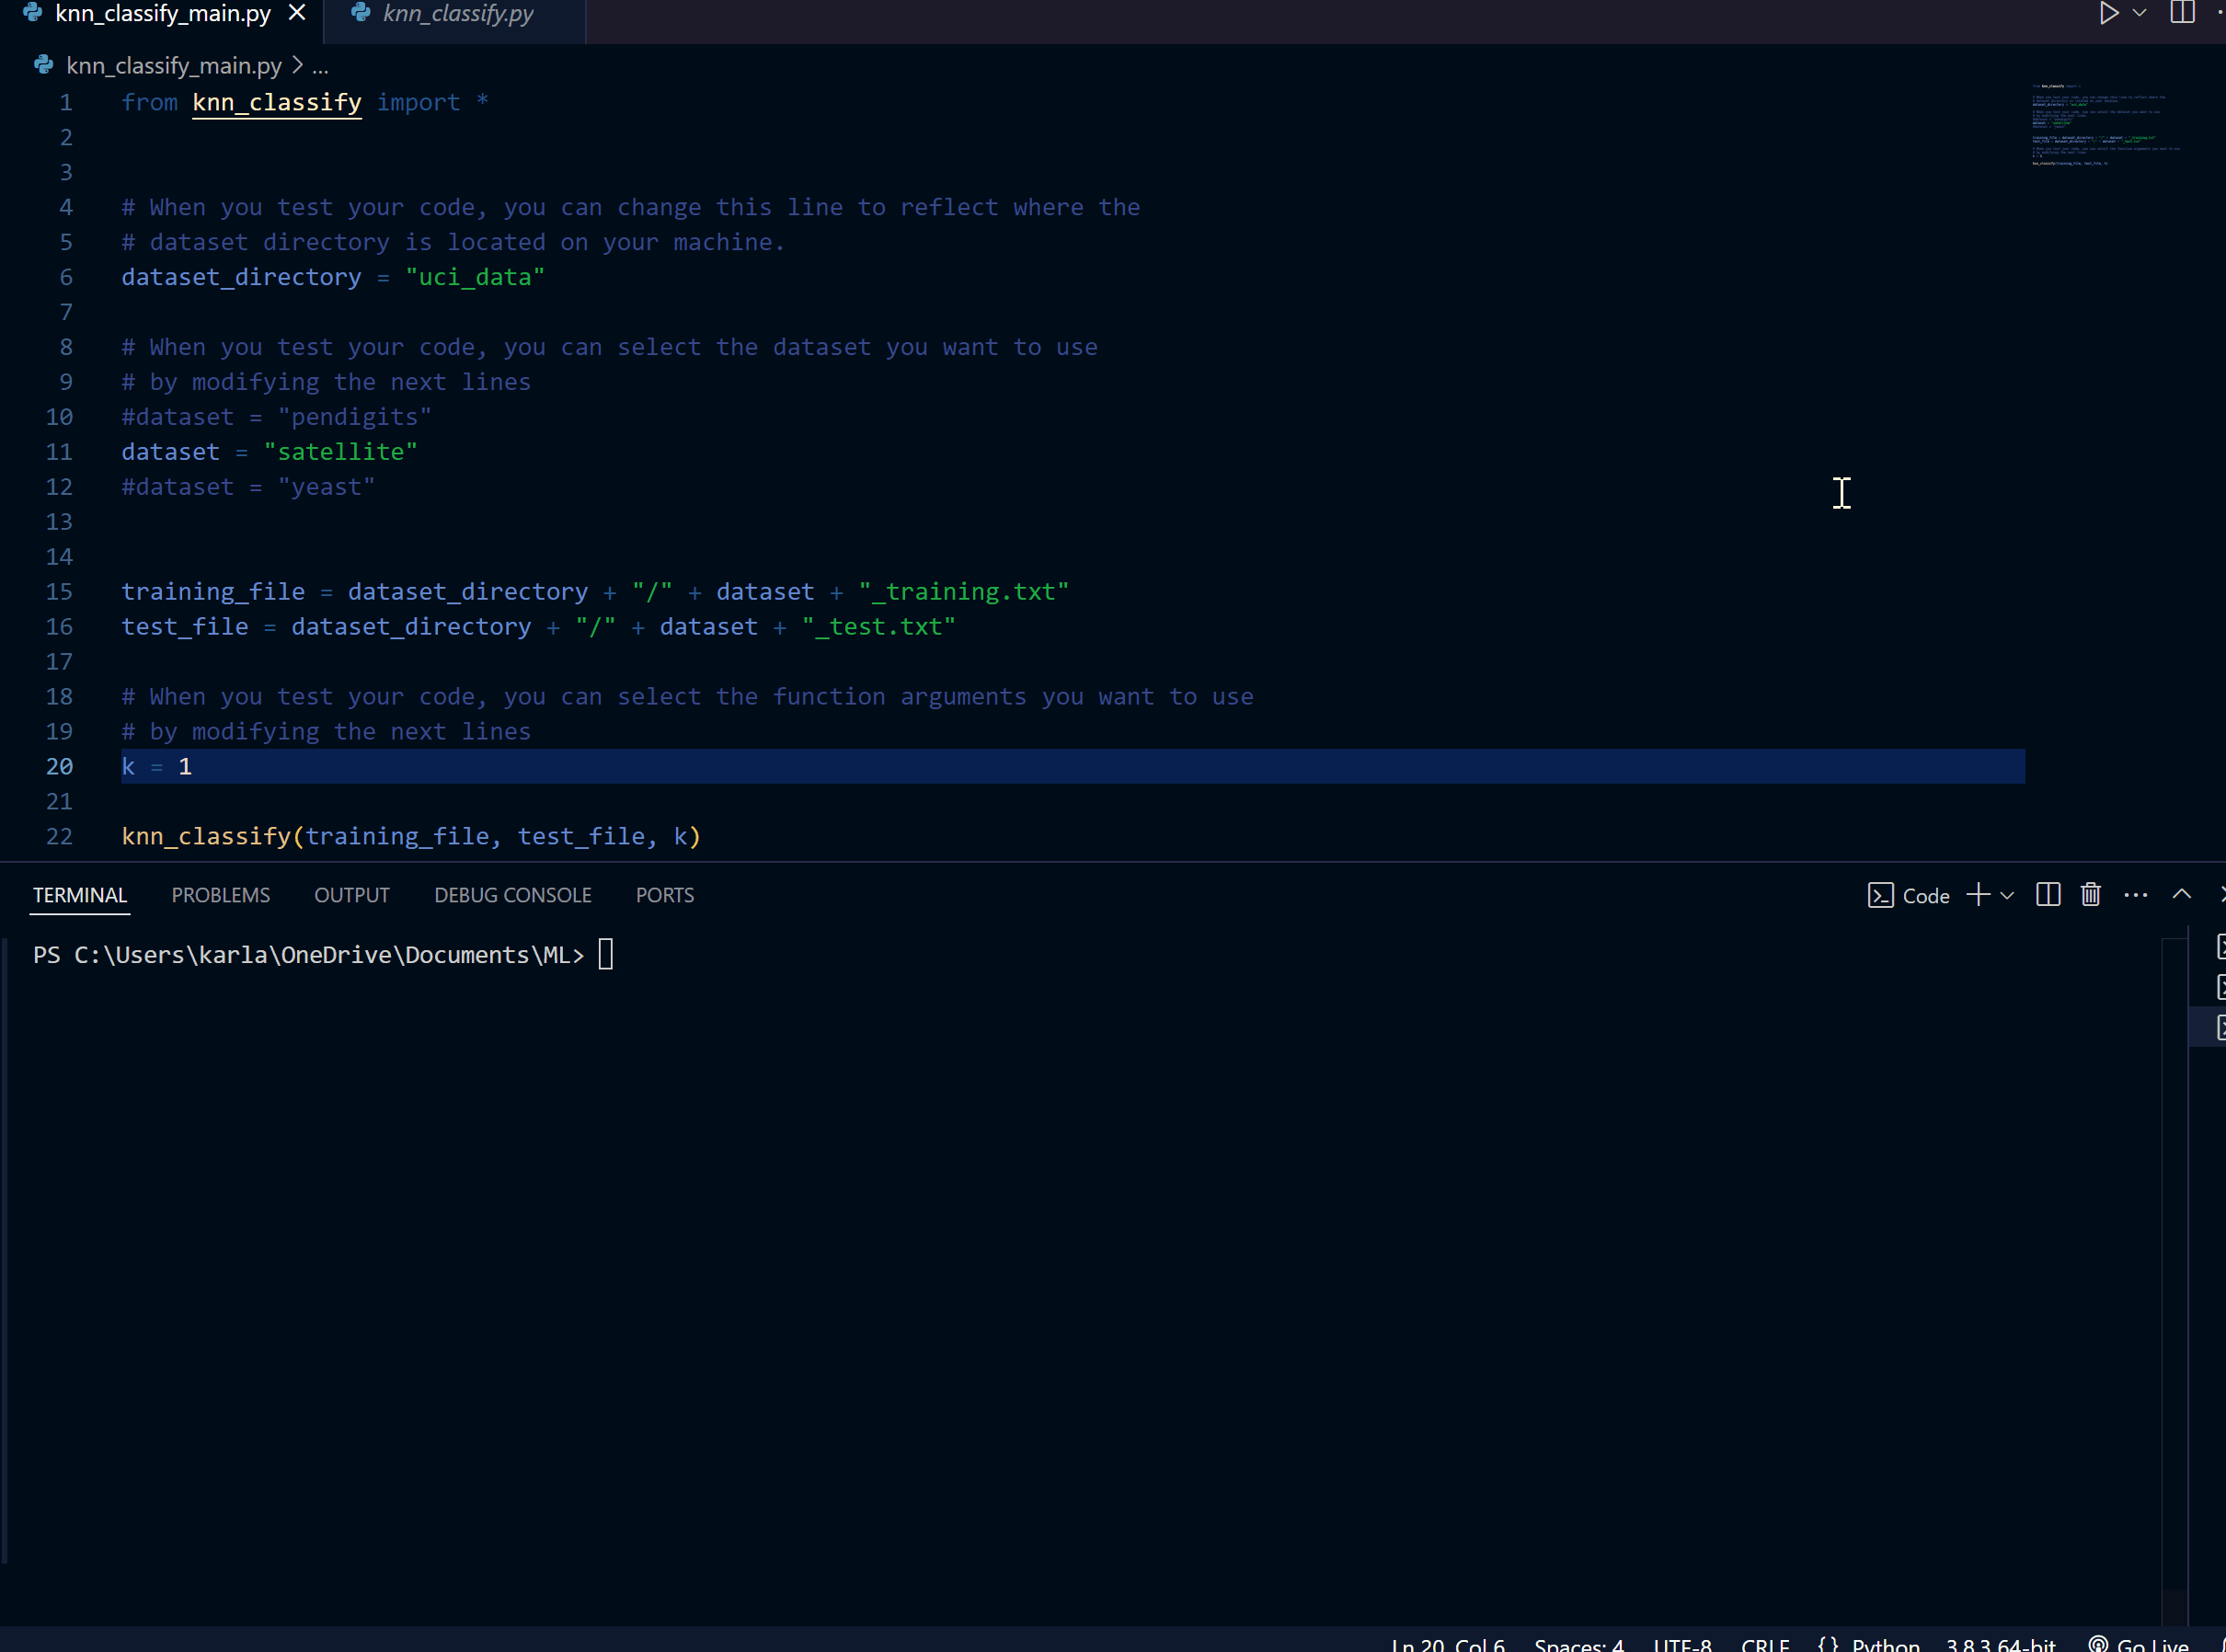 knn_classify_main.py
knn_classify.py
knn_classify_main.py > ...
1 from knn_classify import *
2
3
4 # When you test your code, you can change this line to reflect where the
5 # dataset directory is located on your machine.
6 dataset_directory = "uci_data"
7
8 # When you test your code, you can select the dataset you want to use
9 # by modifying the next lines
10 #dataset = "pendigits"
11 dataset = "satellite"
12 #dataset = "yeast"
13
14
15 training_file = dataset_directory + "/" + dataset + "_training.txt"
16 test_file = dataset_directory + "/" + dataset + "_test.txt"
17
18 # When you test your code, you can select the function arguments you want to use
19 # by modifying the next lines
20 k = 1
21
22 knn_classify(training_file, test_file, k)
TERMINAL PROBLEMS OUTPUT DEBUG CONSOLE PORTS Code
PS C:\Users\karla\OneDrive\Documents\ML>
Ln 20, Col 6 Spaces: 4 UTF-8 CRLF {} Python 3.8.3 64-bit Go Live